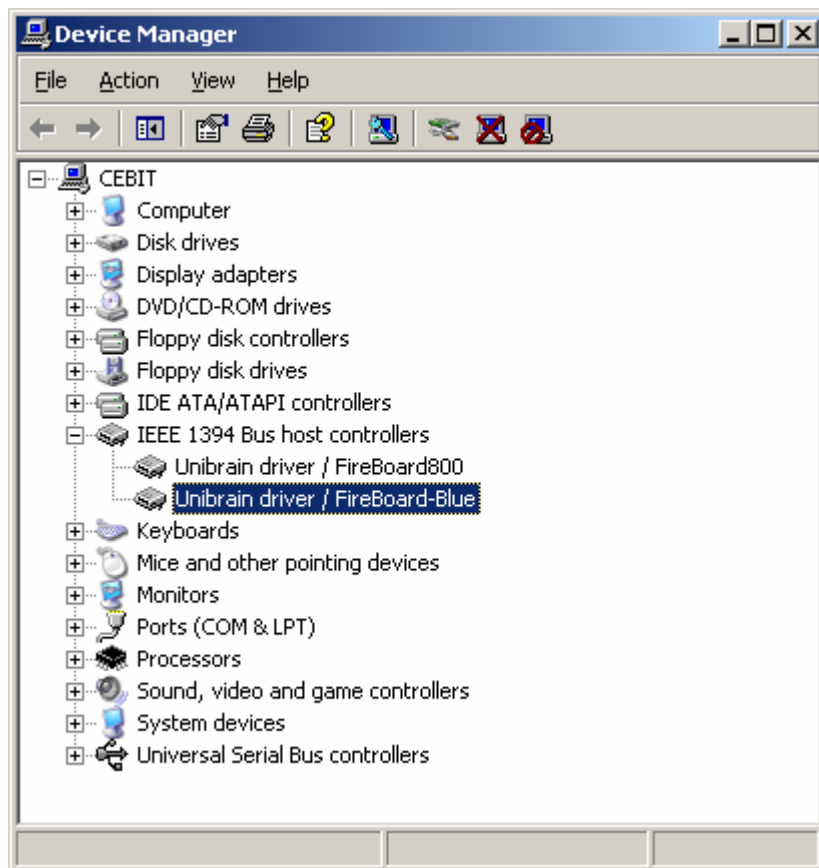 Device Manager
File Action View Help
CEBIT
Computer
Disk drives
Display adapters
DVD/CD-ROM drives
Floppy disk controllers
Floppy disk drives
IDE ATA/ATAPI controllers
IEEE 1394 Bus host controllers
Unibrain driver / FireBoard800
Unibrain driver / FireBoard-Blue
Keyboards
Mice and other pointing devices
Monitors
Ports (COM & LPT)
Processors
Sound, video and game controllers
System devices
Universal Serial Bus controllers